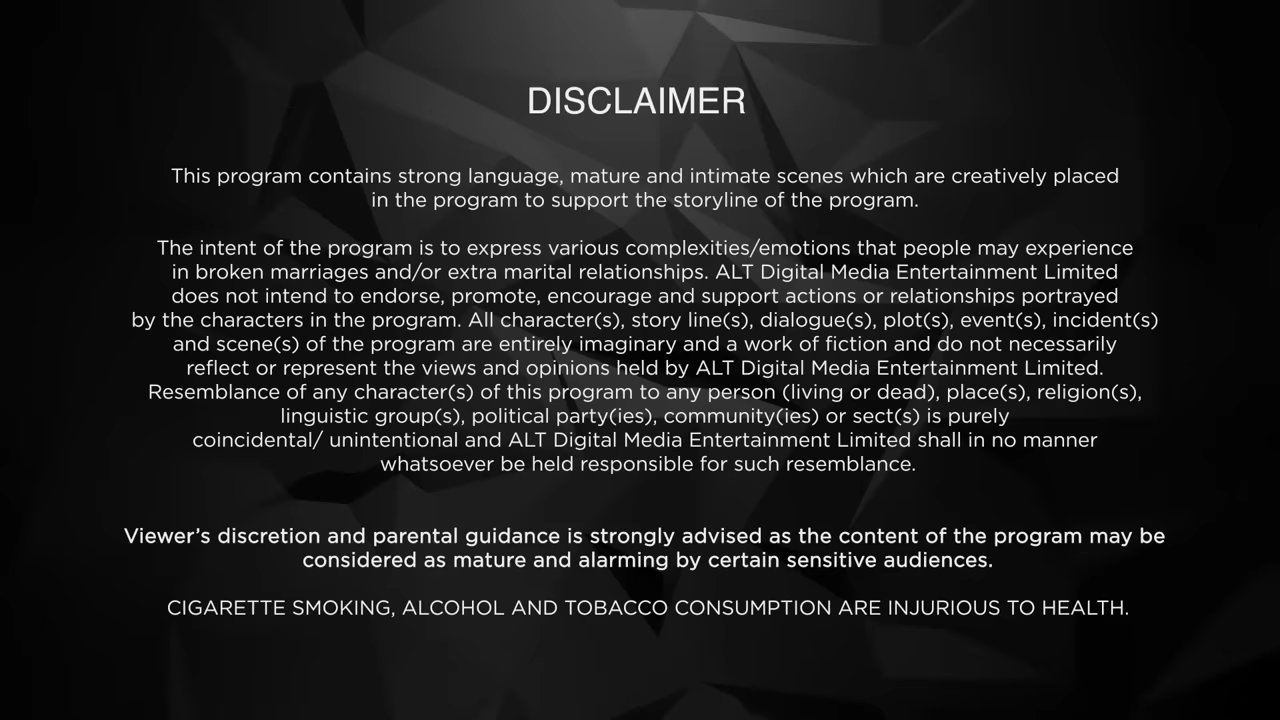 DISCLAIMER
This program contains strong language, mature and intimate scenes which are creatively placed
in the program to support the storyline of the program.
The intent of the program is to express various complexities/emotions that people may experience
in broken marriages and/or extra marital relationships. ALT Digital Media Entertainment Limited
does not intend to endorse, promote, encourage and support actions or relationships portrayed
by the characters in the program. All character(s), story line(s), dialogue(s), plot(s), event(s), incident(s)
and scene(s) of the program are entirely imaginary and a work of fiction and do not necessarily
reflect or represent the views and opinions held by ALT Digital Media Entertainment Limited.
Resemblance of any character(s) of this program to any person (living or dead), place(s), religion(s),
linguistic group(s), political party(ies), community(ies) or sect(s) is purely
coincidental/ unintentional and ALT Digital Media Entertainment Limited shall in no manner
whatsoever be held responsible for such resemblance.
Viewer’s discretion and parental guidance is strongly advised as the content of the program may be
considered as mature and alarming by certain sensitive audiences.
CIGARETTE SMOKING, ALCOHOL AND TOBACCO CONSUMPTION ARE INJURIOUS TO HEALTH.